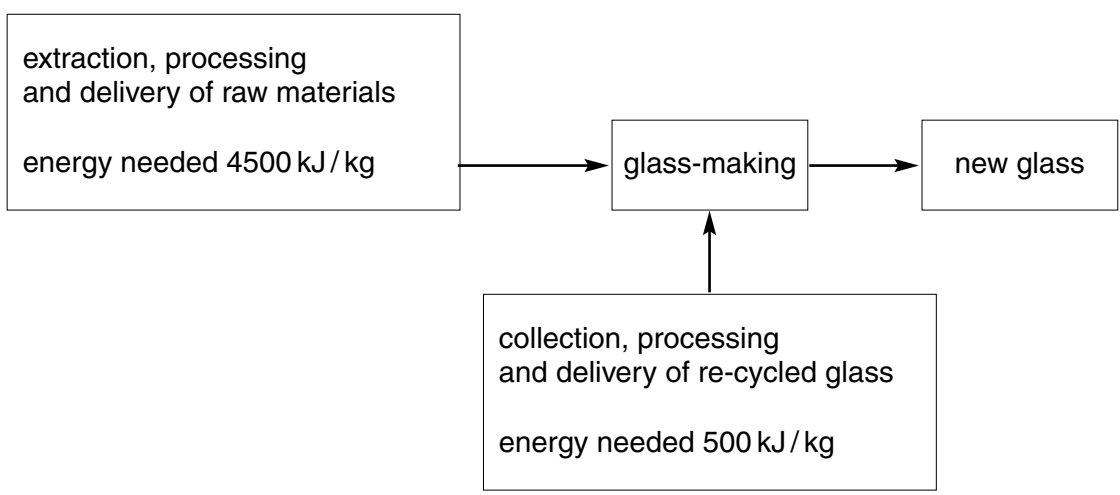 extraction, processing
and delivery of raw materials
energy needed 4500 kJ / kg
glass-making
new glass
collection, processing
and delivery of re-cycled glass
energy needed 500 kJ / kg